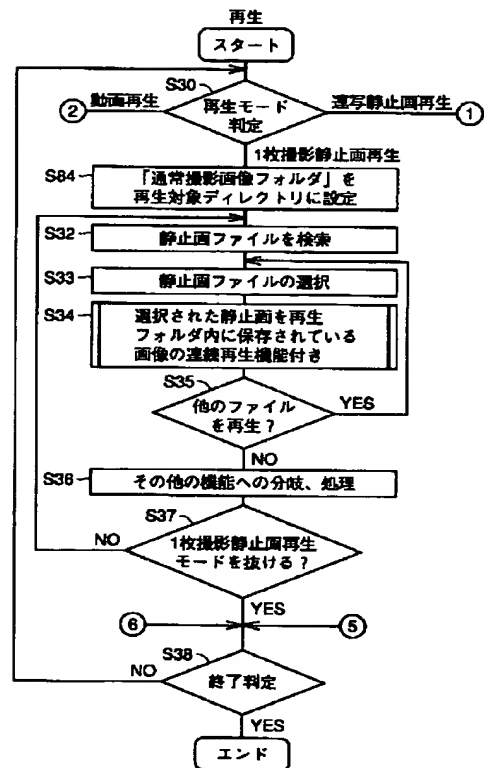 再生
スタート
S30
再生モード
判定
② 動画再生
連写静止画再生 ①
1枚撮影静止画再生
S84
「通常撮影画像フォルダ」を
再生対象ディレクトリに設定
S32
静止画ファイルを検索
S33
静止画ファイルの選択
S34
選択された静止画を再生
フォルダ内に保存されている
画像の連続再生機能付き
S35
他のファイル
を再生?
YES
NO
S36
その他の機能への分岐、処理
S37
1枚撮影静止画再生
モードを抜ける?
NO
YES
⑥
⑤
S38
終了判定
NO
YES
エンド